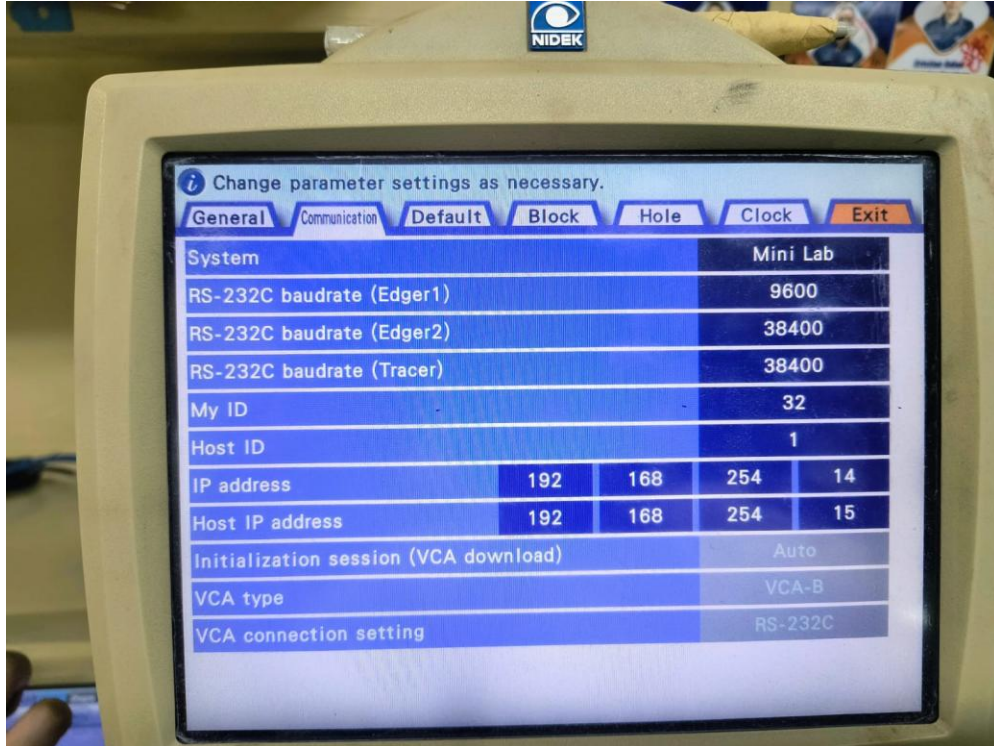 NIDEK
Change parameter settings as necessary.
General Communication Default Block Hole Clock Exit
System Mini Lab
RS-232C baudrate (Edger1) 9600
RS-232C baudrate (Edger2) 38400
RS-232C baudrate (Tracer) 38400
My ID 32
Host ID 1
IP address 192 168 254 14
Host IP address 192 168 254 15
Initialization session (VCA download) Auto
VCA type VCA-B
VCA connection setting RS-232C